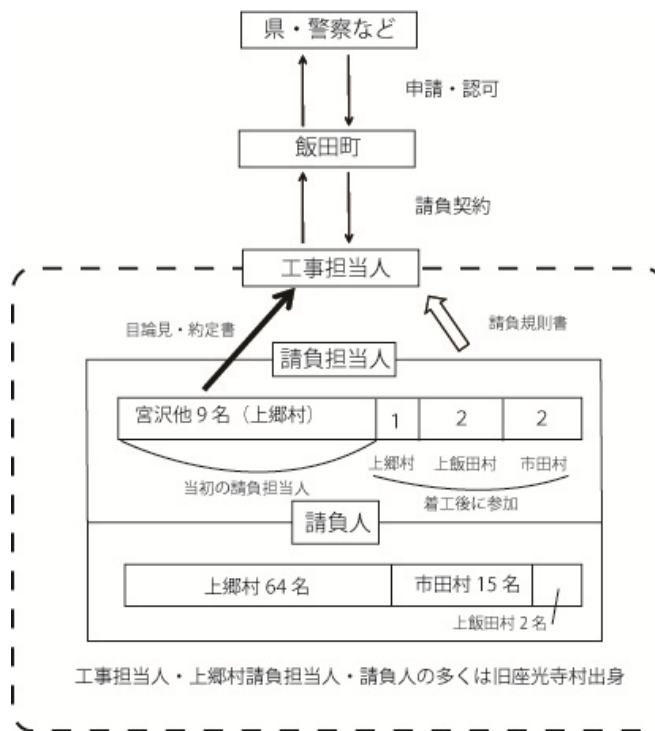 県・警察など
申請・認可
飯田町
請負契約
工事担当人
目論見・約定書
請負規則書
請負担当人
宮沢他 9 名（上郷村）
1
2
2
上郷村
上飯田村
市田村
当初の請負担当人
着工後に参加
請負人
上郷村 64 名
市田村 15 名
上飯田村 2 名
工事担当人・上郷村請負担当人・請負人の多くは旧座光寺村出身